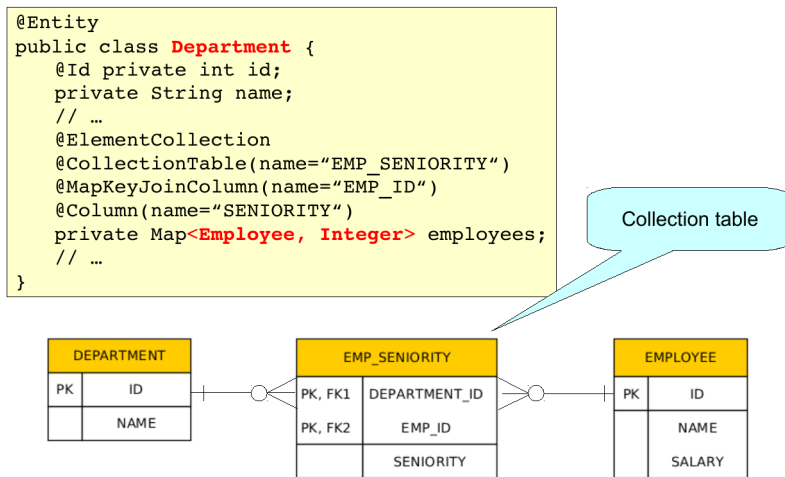 @Entity
public class Department {
@Id private int id;
private String name;
// …
@ElementCollection
@CollectionTable(name=“EMP_SENIORITY“)
@MapKeyJoinColumn(name=“EMP_ID“)
@Column(name=“SENIORITY“)
private Map<Employee, Integer> employees;
// …
}
Collection table
DEPARTMENT
PK ID
NAME
EMP_SENIORITY
PK, FK1 DEPARTMENT_ID
PK, FK2 EMP_ID
SENIORITY
EMPLOYEE
PK ID
NAME
SALARY